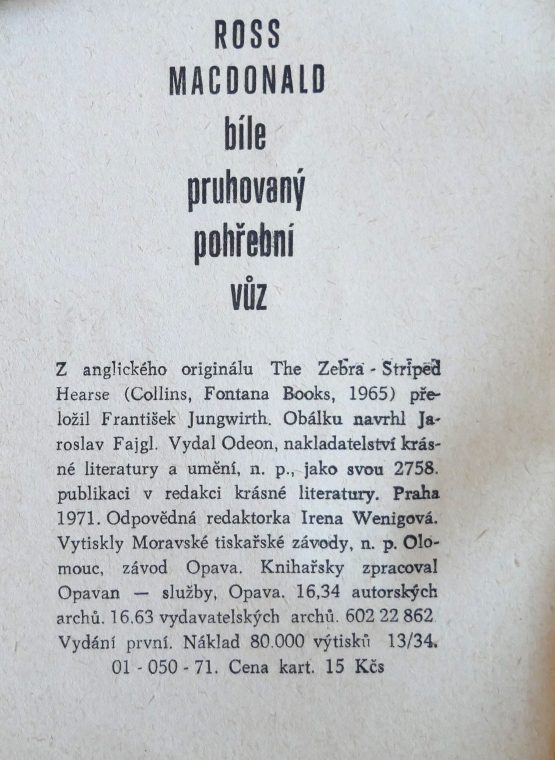 ROSS
MACDONALD
bíle
pruhovaný
pohřební
vůz
Z anglického originálu The Zebra - Striped
Hearse (Collins, Fontana Books, 1965) pře-
ložil František Jungwirth. Obálku navrhl Ja-
roslav Fajgl. Vydal Odeon, nakladatelství krás-
né literatury a umění, n. p., jako svou 2758.
publikaci v redakci krásné literatury. Praha
1971. Odpovědná redaktorka Irena Wenigová.
Vytiskly Moravské tiskařské závody, n. p. Olo-
mouc, závod Opava. Knihařsky zpracoval
Opavan — služby, Opava. 16,34 autorských
archů. 16.63 vydavatelských archů. 602 22 862
Vydání první. Náklad 80.000 výtisků 13/34.
01 - 050 - 71. Cena kart. 15 Kčs